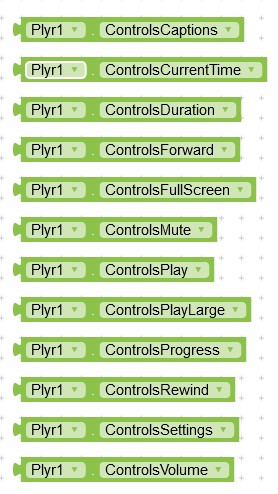 Plyr1 . ControlsCaptions
Plyr1 . ControlsCurrentTime
Plyr1 . ControlsDuration
Plyr1 . ControlsForward
Plyr1 . ControlsFullScreen
Plyr1 . ControlsMute
Plyr1 . ControlsPlay
Plyr1 . ControlsPlayLarge
Plyr1 . ControlsProgress
Plyr1 . ControlsRewind
Plyr1 . ControlsSettings
Plyr1 . ControlsVolume